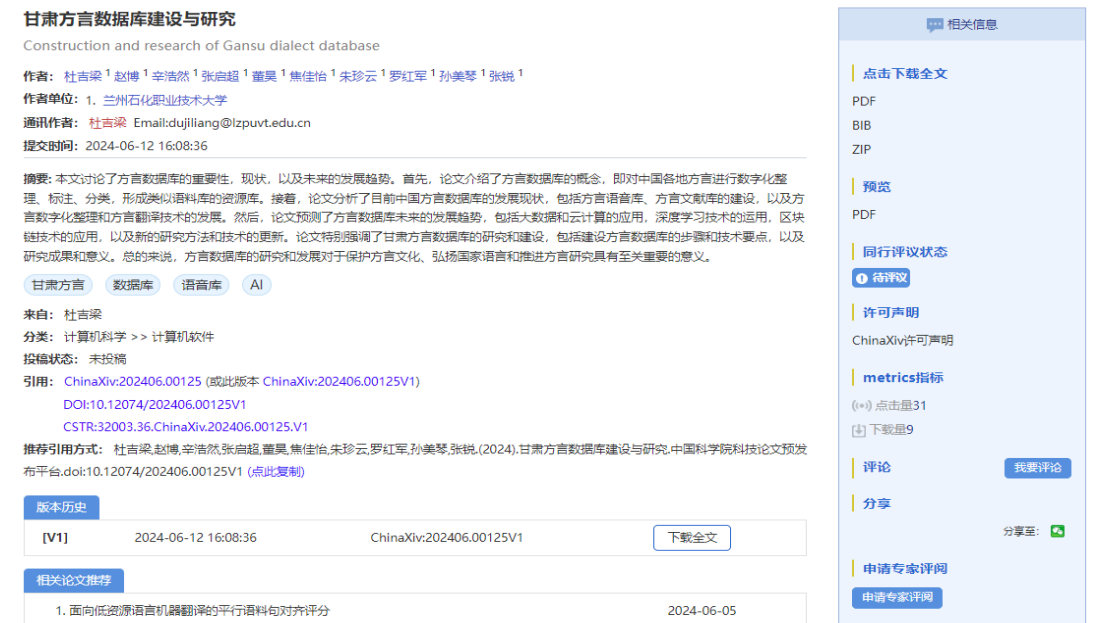 甘肃方言数据库建设与研究
Construction and research of Gansu dialect database
作者： 杜吉梁 1 赵博 1 辛浩然 1 张启超 1 董昊 1 焦佳怡 1 朱珍云 1 罗红军 1 孙美琴 1 张锐 1
作者单位： 1. 兰州石化职业技术大学
通讯作者： 杜吉梁 Email:dujiliang@lzpuvt.edu.cn
提交时间： 2024-06-12 16:08:36
摘要: 本文讨论了方言数据库的重要性，现状，以及未来的发展趋势。首先，论文介绍了方言数据库的概念，即对中国各地方言进行数字化整
理、标注、分类，形成类似语料库的资源库。接着，论文分析了目前中国方言数据库的发展现状，包括方言语音库、方言文献库的建设，以及方
言数字化整理和方言翻译技术的发展。然后，论文预测了方言数据库未来的发展趋势，包括大数据和云计算的应用，深度学习技术的运用，区块
链技术的应用，以及新的研究方法和技术的更新。论文特别强调了甘肃方言数据库的研究和建设，包括建设方言数据库的步骤和技术要点，以及
研究成果和意义。总的来说，方言数据库的研究和发展对于保护方言文化、弘扬国家语言和推进方言研究具有至关重要的意义。
甘肃方言 数据库 语音库 AI
来自： 杜吉梁
分类： 计算机科学 >> 计算机软件
投稿状态： 未投稿
引用： ChinaXiv:202406.00125 (或此版本 ChinaXiv:202406.00125V1)
DOI:10.12074/202406.00125V1
CSTR:32003.36.ChinaXiv.202406.00125.V1
推荐引用方式： 杜吉梁,赵博,辛浩然,张启超,董昊,焦佳怡,朱珍云,罗红军,孙美琴,张锐.(2024).甘肃方言数据库建设与研究.中国科学院科技论文预发
布平台.doi:10.12074/202406.00125V1 (点此复制)
版本历史
[V1] 2024-06-12 16:08:36 ChinaXiv:202406.00125V1 下载全文
相关论文推荐
1. 面向低资源语言机器翻译的平行语料句对齐评分 2024-06-05
相关信息
点击下载全文
PDF
BIB
ZIP
预览
PDF
同行评议状态
待评议
许可声明
ChinaXiv许可声明
metrics指标
点击量31
下载量9
评论 我要评论
分享
分享至：
申请专家评阅
申请专家评阅